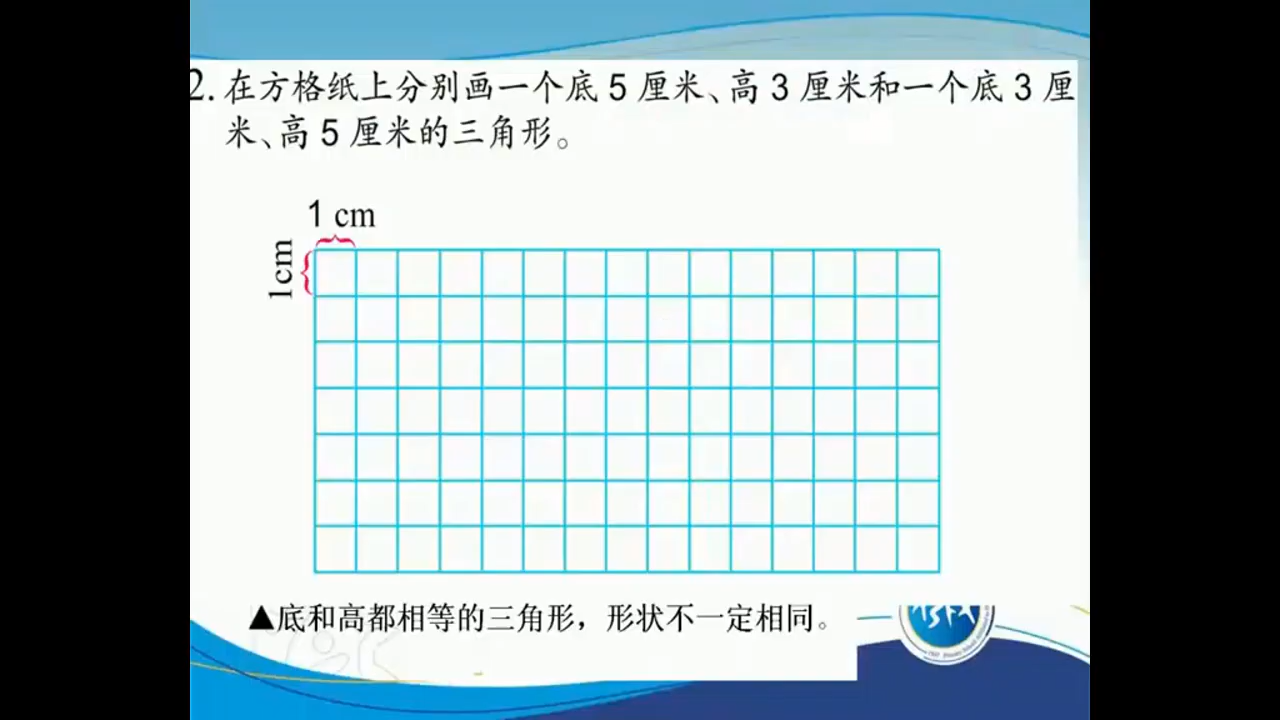 2.在方格纸上分别画一个底5厘米、高3厘米和一个底3厘
米、高5厘米的三角形。
1 cm
1cm
▲底和高都相等的三角形，形状不一定相同。